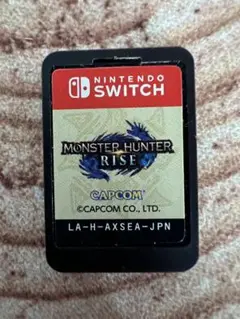 NINTENDO
SWITCH
MONSTER HUNTER
RISE
CAPCOM
©CAPCOM CO., LTD.
LA-H-AXSEA-JPN